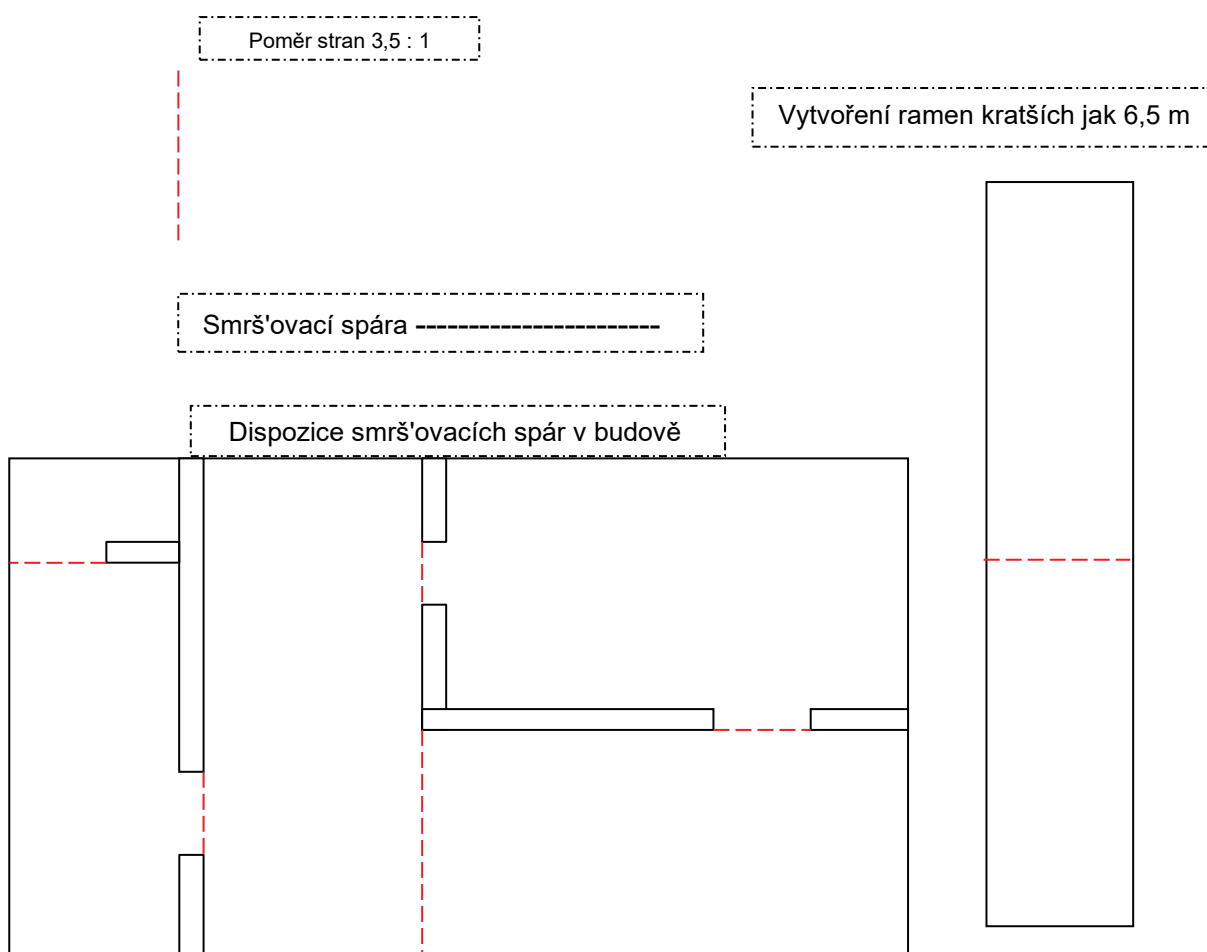 Poměr stran 3,5 : 1
Vytvoření ramen kratších jak 6,5 m
Smrš'ovací spára -----------------------
Dispozice smrš'ovacích spár v budově